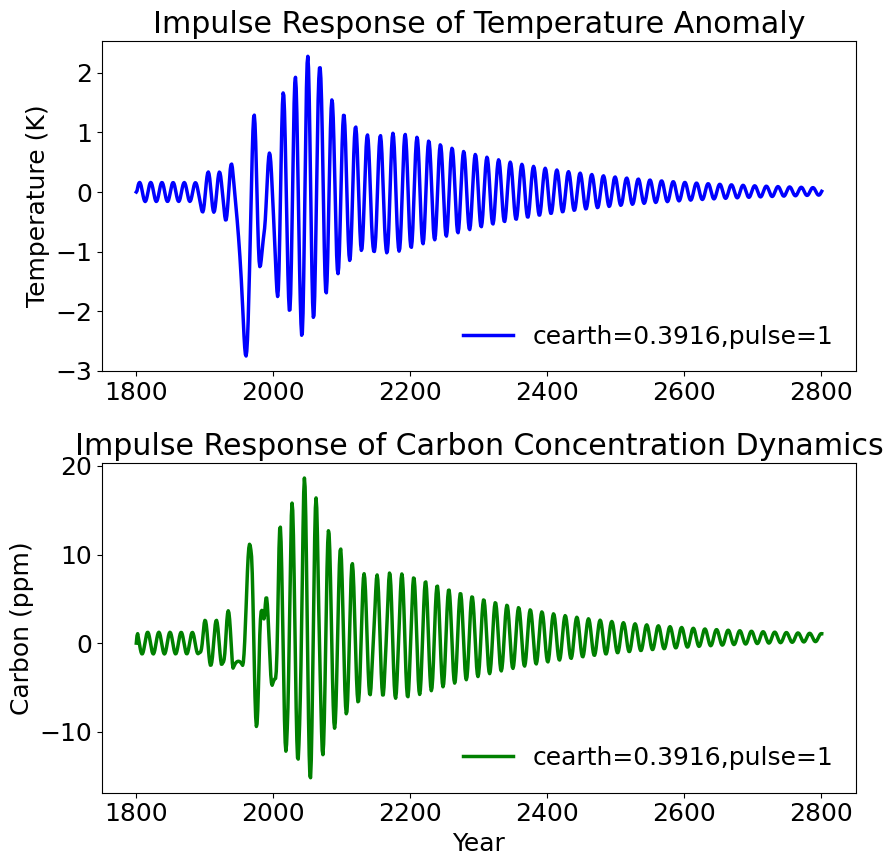 Impulse Response of Temperature Anomaly
Temperature (K)
2
1
0
−1
−2
−3
cearth=0.3916,pulse=1
1800 2000 2200 2400 2600 2800
Impulse Response of Carbon Concentration Dynamics
Carbon (ppm)
20
10
0
−10
cearth=0.3916,pulse=1
1800 2000 2200 2400 2600 2800
Year